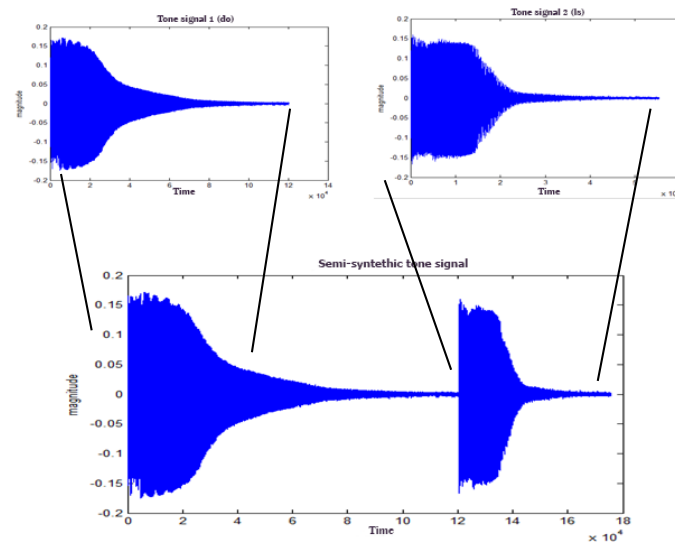 Tone signal 1 (do)
0.2
0.15
0.1
0.05
0
-0.05
-0.1
-0.15
-0.2
magnitude
0 2 4 6 8 10 12 14
Time
× 10⁴
Tone signal 2 (ls)
0.2
0.15
0.1
0.05
0
-0.05
-0.1
-0.15
-0.2
magnitude
0 1 2 3 4
Time
× 10⁴
Semi-syntethic tone signal
0.2
0.15
0.1
0.05
0
-0.05
-0.1
-0.15
-0.2
magnitude
0 2 4 6 8 10 12 14 16 18
Time
× 10⁴